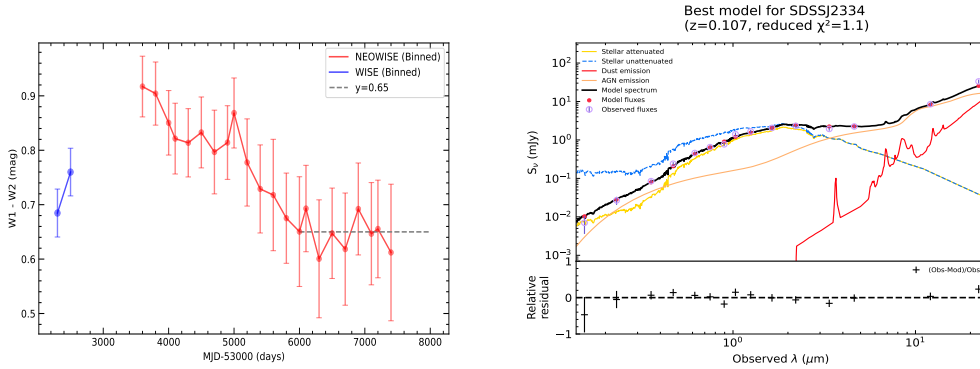 NEOWISE (Binned)
WISE (Binned)
y=0.65
0.9
0.8
0.7
0.6
0.5
W1 - W2 (mag)
3000 4000 5000 6000 7000 8000
MJD-53000 (days)
Best model for SDSSJ2334
(z=0.107, reduced χ²=1.1)
Stellar attenuated
Stellar unattenuated
Dust emission
AGN emission
Model spectrum
Model fluxes
Observed fluxes
10²
10¹
10⁰
10⁻¹
10⁻²
10⁻³
Sᵥ (mJy)
(Obs-Mod)/Obs
1
0
−1
Relative
residual
10⁰ 10¹
Observed λ (μm)